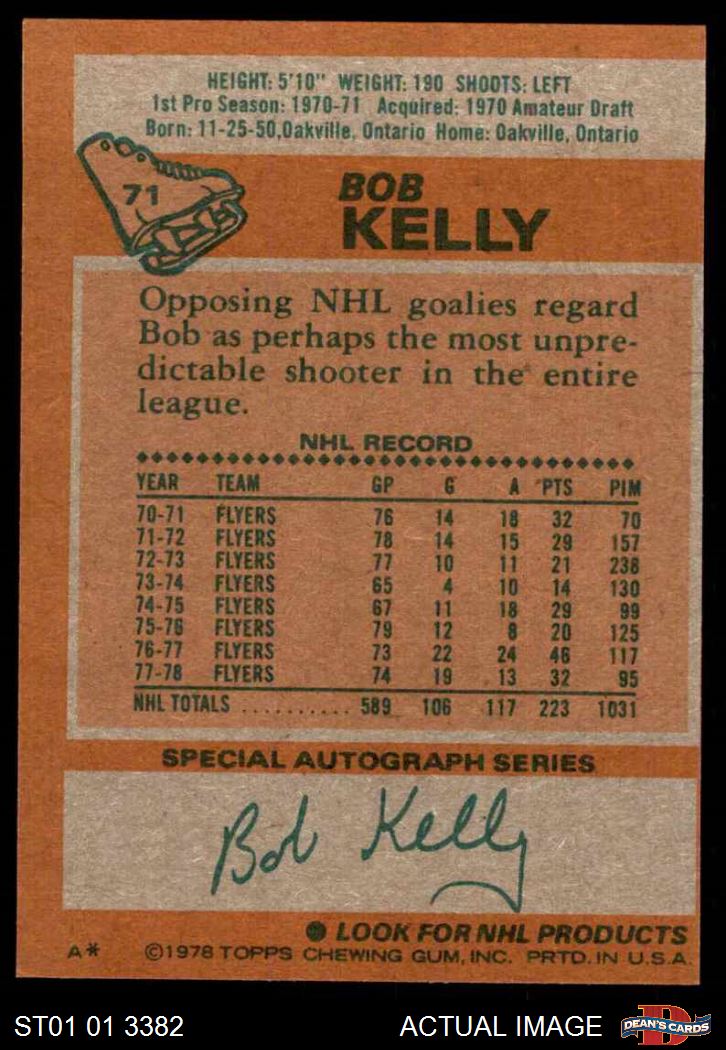 HEIGHT: 5'10" WEIGHT: 190 SHOOTS: LEFT
1st Pro Season: 1970-71 Acquired: 1970 Amateur Draft
Born: 11-25-50, Oakville, Ontario Home: Oakville, Ontario
71
BOB
KELLY
Opposing NHL goalies regard
Bob as perhaps the most unpre-
dictable shooter in the entire
league.
NHL RECORD
YEAR TEAM GP G A PTS PIM
70-71 FLYERS 76 14 18 32 70
71-72 FLYERS 78 14 15 29 157
72-73 FLYERS 77 10 11 21 238
73-74 FLYERS 65 4 10 14 130
74-75 FLYERS 67 11 18 29 99
75-76 FLYERS 79 12 8 20 125
76-77 FLYERS 73 22 24 46 117
77-78 FLYERS 74 19 13 32 95
NHL TOTALS .......... 589 106 117 223 1031
SPECIAL AUTOGRAPH SERIES
Bob Kelly
LOOK FOR NHL PRODUCTS
A* ©1978 TOPPS CHEWING GUM, INC. PRTD. IN U.S.A.
ST01 01 3382 ACTUAL IMAGE D DEAN'S CARDS